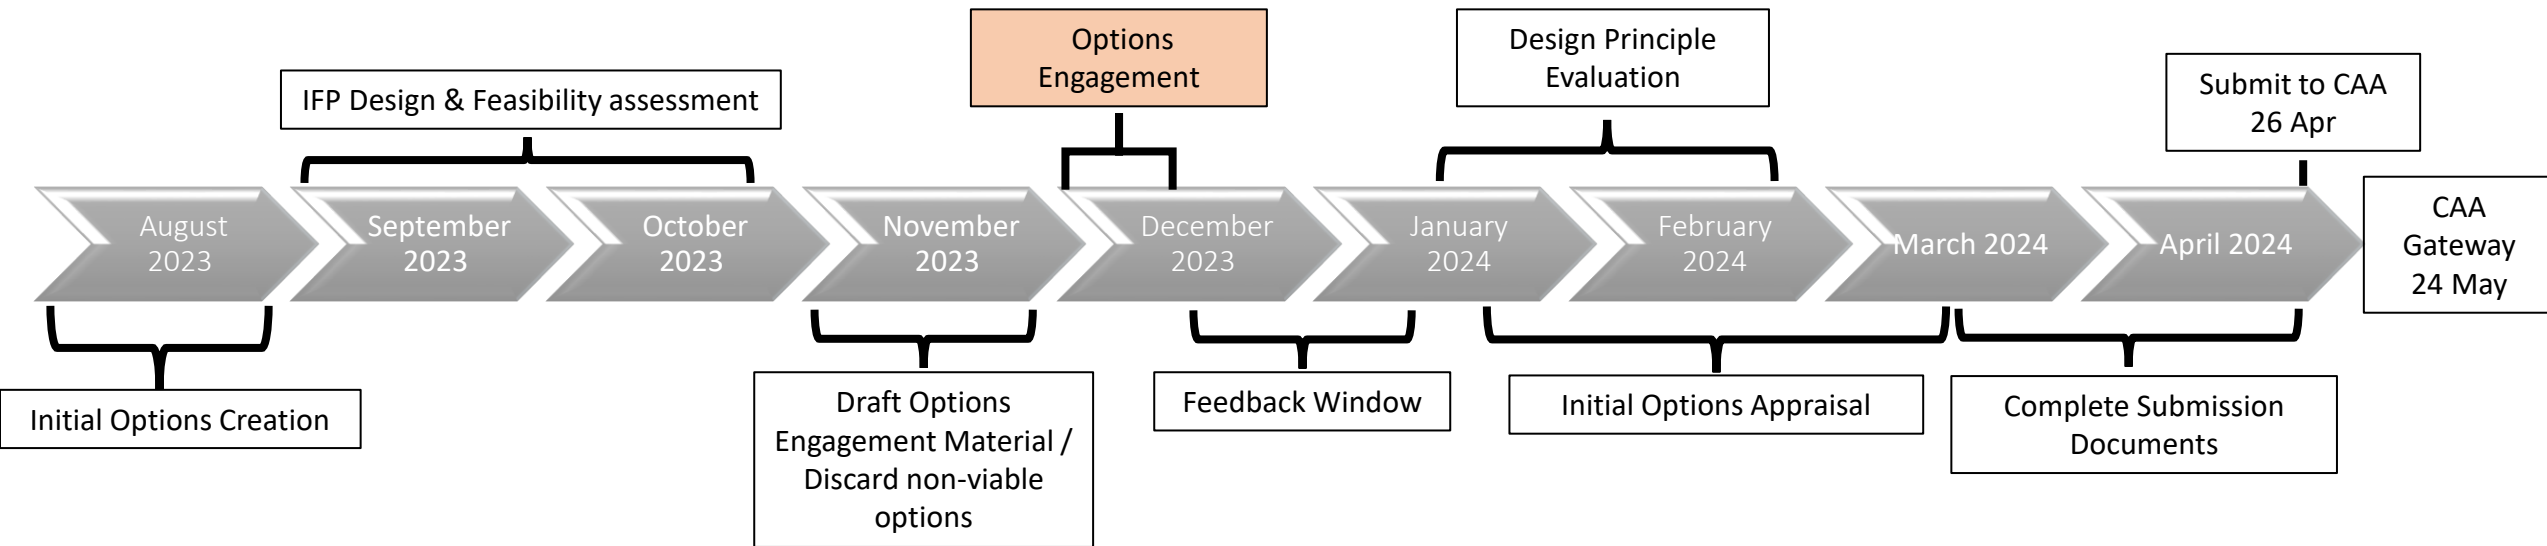 Options
Engagement
Design Principle
Evaluation
IFP Design & Feasibility assessment
Submit to CAA
26 Apr
August
2023
September
2023
October
2023
November
2023
December
2023
January
2024
February
2024
March 2024
April 2024
CAA
Gateway
24 May
Initial Options Creation
Draft Options
Engagement Material /
Discard non-viable
options
Feedback Window
Initial Options Appraisal
Complete Submission
Documents